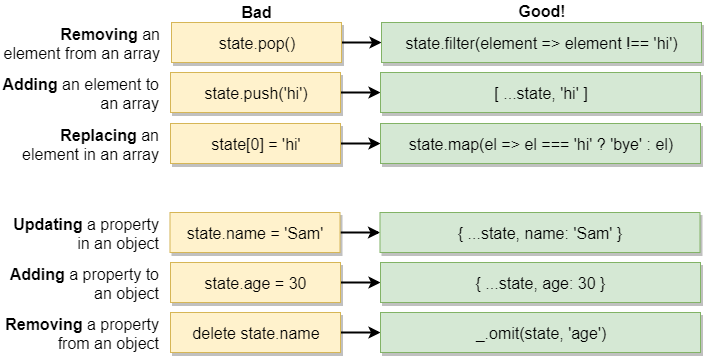 Bad Good!
Removing an
element from an array
state.pop() state.filter(element => element !== 'hi')
Adding an element to
an array
state.push('hi') [ ...state, 'hi' ]
Replacing an
element in an array
state[0] = 'hi' state.map(el => el === 'hi' ? 'bye' : el)
Updating a property
in an object
state.name = 'Sam' { ...state, name: 'Sam' }
Adding a property to
an object
state.age = 30 { ...state, age: 30 }
Removing a property
from an object
delete state.name _.omit(state, 'age')